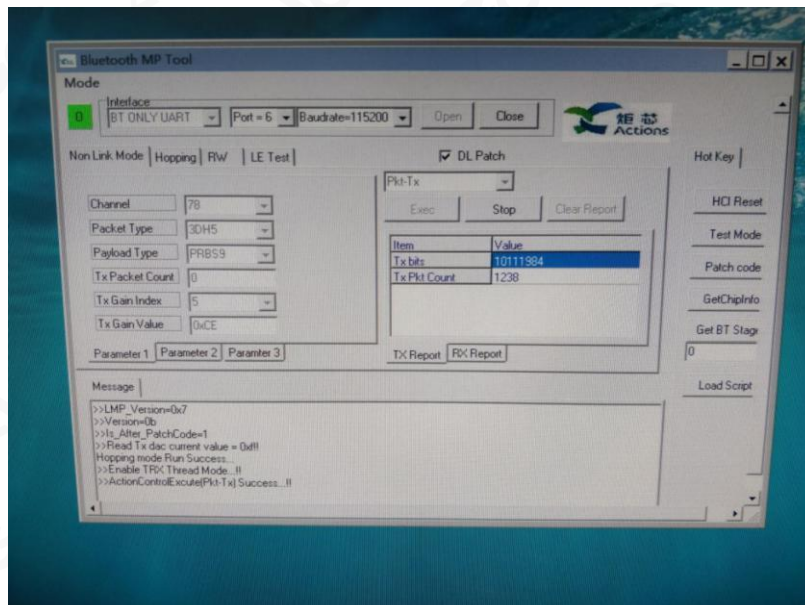 Bluetooth MP Tool
Mode
0
Interface
BT ONLY UART
Port = 6
Baudrate=115200
Open
Close
炬芯
Actions
Non Link Mode Hopping RW LE Test
DL Patch
Hot Key
Pkt-Tx
Channel 78
Exec Stop Clear Report
HCI Reset
Packet Type 3DH5
Test Mode
Payload Type PRBS9
Item Value
Tx bits 10111984
Patch code
Tx Packet Count 0
Tx Pkt Count 1238
Tx Gain Index 5
GetChipInfo
Tx Gain Value 0xCE
Get BT Stage
0
Parameter 1 Parameter 2 Paramter 3
TX Report RX Report
Message
Load Script
>>LMP_Version=0x7
>>Version=0b
>>Is_After_PatchCode=1
>>Read Tx dac current value = 0xf!!
Hopping mode Run Success...
>>Enable TRX Thread Mode...!!
>>ActionControlExcute(Pkt-Tx) Success...!!